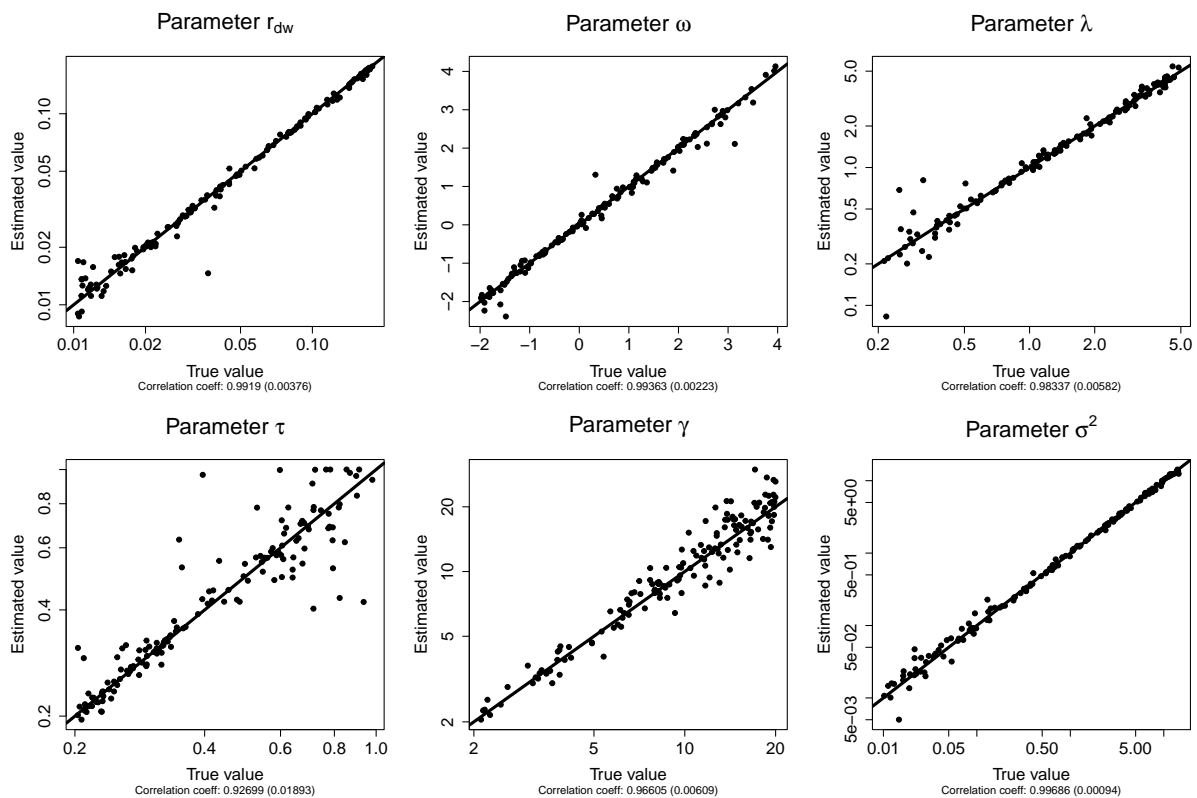 Parameter r_dw
Estimated value
0.10
0.05
0.02
0.01
0.01 0.02 0.05 0.10
True value
Correlation coeff: 0.9919 (0.00376)
Parameter ω
Estimated value
4
3
2
1
0
−1
−2
−2 −1 0 1 2 3 4
True value
Correlation coeff: 0.99363 (0.00223)
Parameter λ
Estimated value
5.0
2.0
1.0
0.5
0.2
0.1
0.2 0.5 1.0 2.0 5.0
True value
Correlation coeff: 0.98337 (0.00582)
Parameter τ
Estimated value
0.8
0.6
0.4
0.2
0.2 0.4 0.6 0.8 1.0
True value
Correlation coeff: 0.92699 (0.01893)
Parameter γ
Estimated value
20
10
5
2
2 5 10 20
True value
Correlation coeff: 0.96605 (0.00609)
Parameter σ²
Estimated value
5e+00
5e−01
5e−02
5e−03
0.01 0.05 0.50 5.00
True value
Correlation coeff: 0.99686 (0.00094)